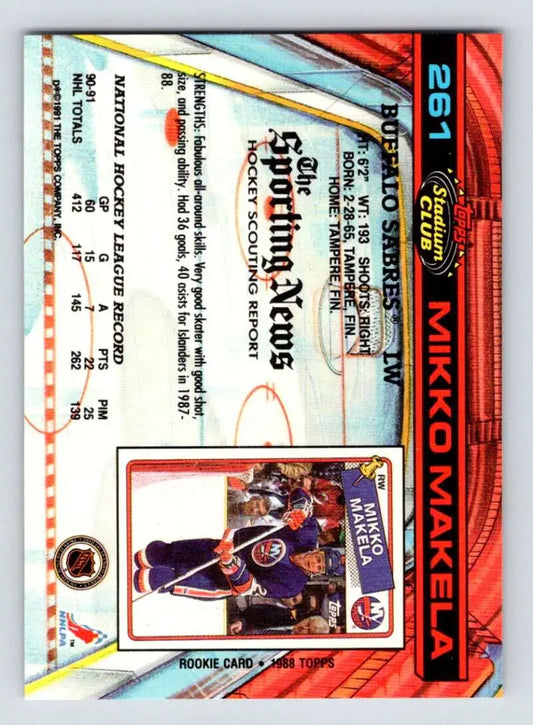 261
Topps
Stadium
CLUB
MIKKO MAKELA
BUFFALO SABRES® LW
HT: 6'2" WT: 193 SHOOTS: RIGHT
BORN: 2-28-65, TAMPERE, FIN.
HOME: TAMPERE, FIN.
The
Sporting News
HOCKEY SCOUTING REPORT
STRENGTHS: Fabulous all-around skills. Very good skater with good shot,
size, and passing ability. Had 36 goals, 40 asists for Islanders in 1987-
88.
NATIONAL HOCKEY LEAGUE RECORD
GP G A PTS PIM
90-91 60 15 7 22 25
NHL TOTALS 412 117 145 262 139
D*©1991 THE TOPPS COMPANY, INC.
RW
MIKKO
MAKELA
topps
ROOKIE CARD • 1988 TOPPS
NHL
NHLPA
TM